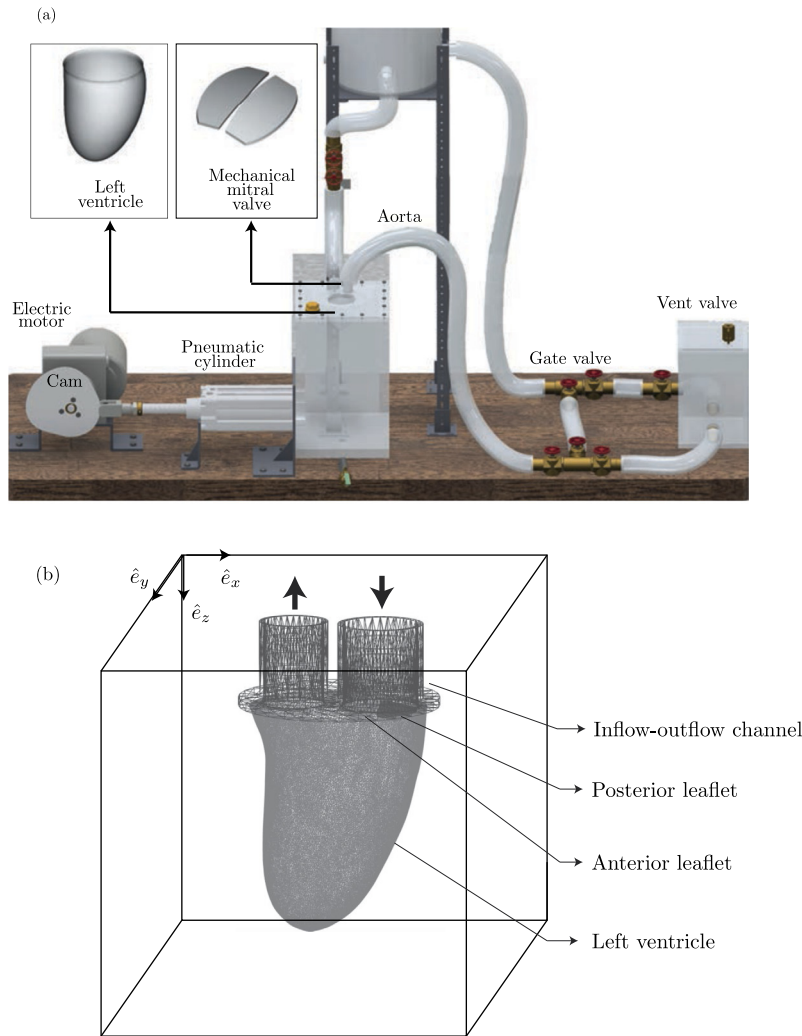 (a)
Left
ventricle
Mechanical
mitral
valve
Aorta
Electric
motor
Cam
Pneumatic
cylinder
Gate valve
Vent valve
(b)
ê_y
ê_x
ê_z
Inflow-outflow channel
Posterior leaflet
Anterior leaflet
Left ventricle